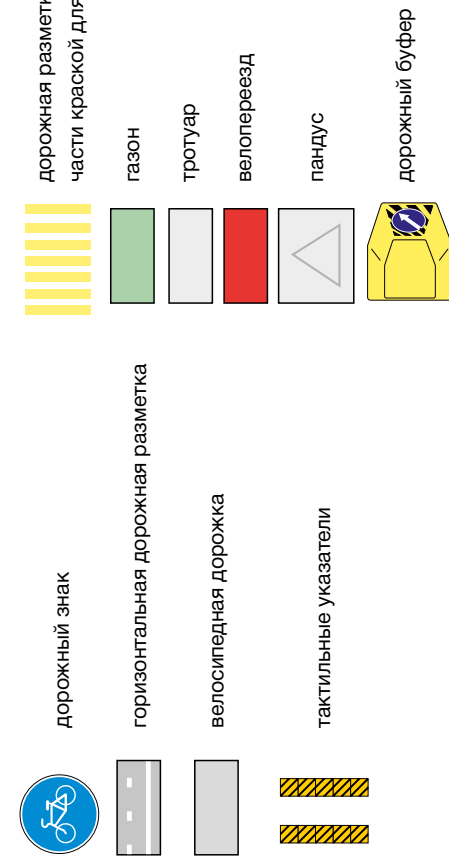 дорожный знак
горизонтальная дорожная разметка
велосипедная дорожка
тактильные указатели
дорожная
части краской для
газон
тротуар
велопереезд
пандус
дорожный буфер